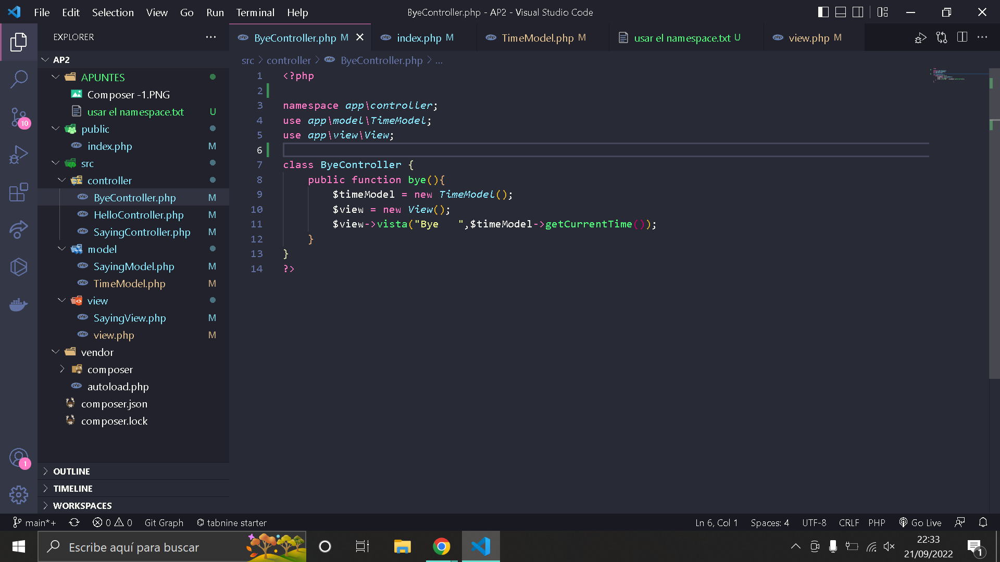 File Edit Selection View Go Run Terminal Help
ByeController.php - AP2 - Visual Studio Code
EXPLORER
ByeController.php M
index.php M
TimeModel.php M
usar el namespace.txt U
view.php M
AP2
APUNTES
Composer -1.PNG
usar el namespace.txt U
public
index.php M
src
controller
ByeController.php M
HelloController.php M
SayingController.php M
model
SayingModel.php M
TimeModel.php M
view
SayingView.php M
view.php M
vendor
composer
autoload.php
composer.json
composer.lock
OUTLINE
TIMELINE
WORKSPACES
10
1
src > controller > ByeController.php > ...
1 <?php
2
3 namespace app\controller;
4 use app\model\TimeModel;
5 use app\view\View;
6
7 class ByeController {
8     public function bye(){
9         $timeModel = new TimeModel();
10         $view = new View();
11         $view->vista("Bye   ",$timeModel->getCurrentTime());
12     }
13 }
14 ?>
main*+ 0 0 Git Graph tabnine starter
Ln 6, Col 1 Spaces: 4 UTF-8 CRLF PHP Go Live
Escribe aquí para buscar
22:33
21/09/2022
1